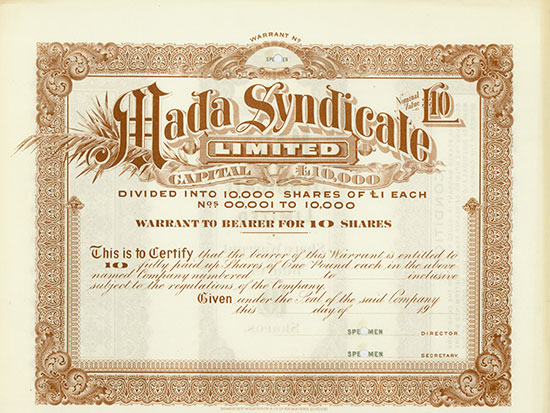 WARRANT No
SPECIMEN
Mada Syndicate
Nominal Value £10
LIMITED
CAPITAL £10,000
DIVIDED INTO 10,000 SHARES OF £1 EACH
Nos 00,001 TO 10,000
WARRANT TO BEARER FOR 10 SHARES
This is to Certify that the bearer of this Warrant is entitled to
10 fully paid up Shares of One Pound each in the above
named Company numbered to inclusive
subject to the regulations of the Company
Given under the Seal of the said Company
this day of 19
SPECIMEN DIRECTOR.
SPECIMEN SECRETARY.